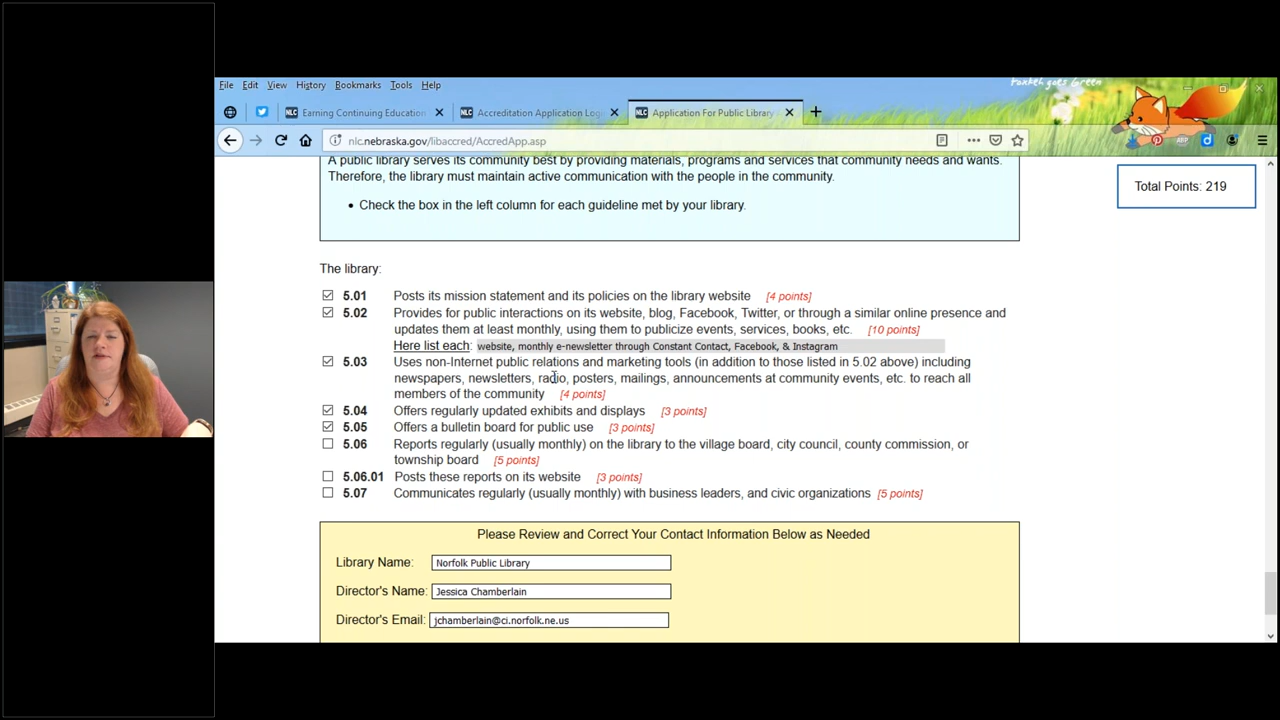 foxkeh goes Green
File Edit View History Bookmarks Tools Help
NLC Earning Continuing Education
NLC Accreditation Application Logi
NLC Application For Public Library
nlc.nebraska.gov/libaccred/AccredApp.asp
ABP
A public library serves its community best by providing materials, programs and services that community needs and wants.
Therefore, the library must maintain active communication with the people in the community.
• Check the box in the left column for each guideline met by your library.
Total Points: 219
The library:
5.01 Posts its mission statement and its policies on the library website [4 points]
5.02 Provides for public interactions on its website, blog, Facebook, Twitter, or through a similar online presence and
updates them at least monthly, using them to publicize events, services, books, etc. [10 points]
Here list each: website, monthly e-newsletter through Constant Contact, Facebook, & Instagram
5.03 Uses non-Internet public relations and marketing tools (in addition to those listed in 5.02 above) including
newspapers, newsletters, radio, posters, mailings, announcements at community events, etc. to reach all
members of the community [4 points]
5.04 Offers regularly updated exhibits and displays [3 points]
5.05 Offers a bulletin board for public use [3 points]
5.06 Reports regularly (usually monthly) on the library to the village board, city council, county commission, or
township board [5 points]
5.06.01 Posts these reports on its website [3 points]
5.07 Communicates regularly (usually monthly) with business leaders, and civic organizations [5 points]
Please Review and Correct Your Contact Information Below as Needed
Library Name: Norfolk Public Library
Director's Name: Jessica Chamberlain
Director's Email: jchamberlain@ci.norfolk.ne.us